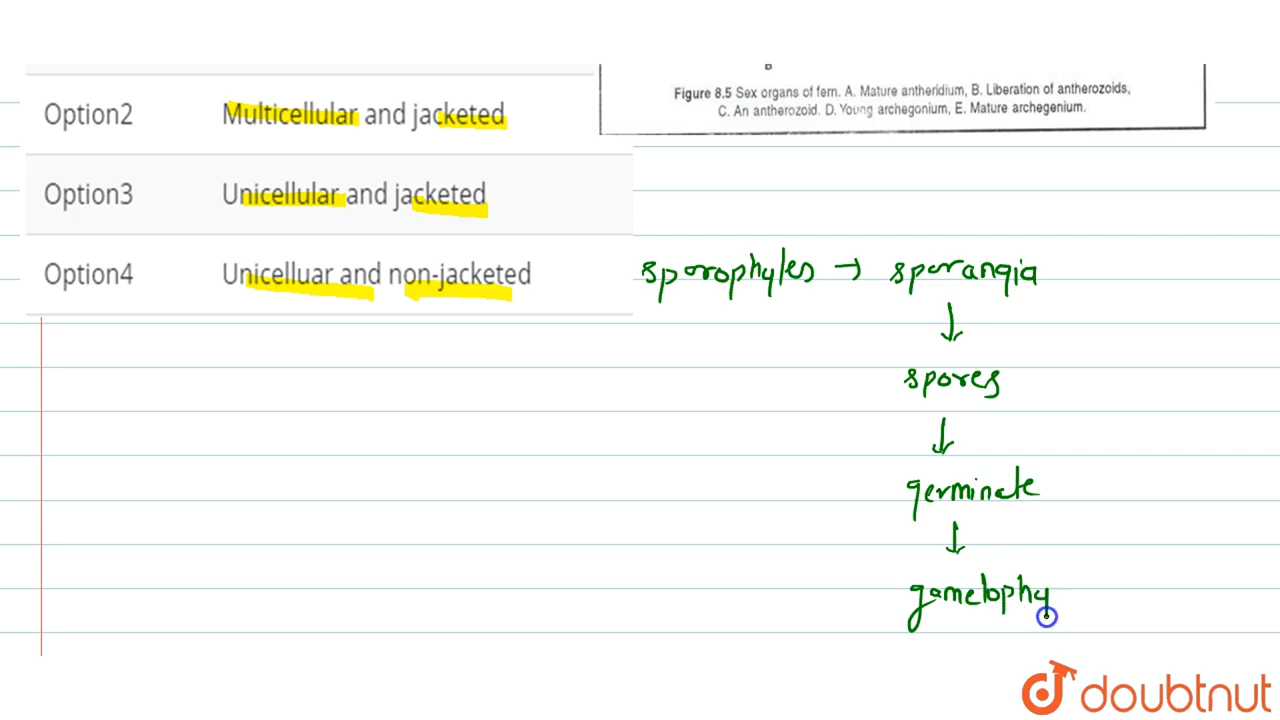 B
Figure 8.5 Sex organs of fern. A. Mature antheridium, B. Liberation of antherozoids,
C. An antherozoid. D. Young archegonium, E. Mature archegenium.
Option2 Multicellular and jacketed
Option3 Unicellular and jacketed
Option4 Unicelluar and non-jacketed
sporophyles → sporangia
↓
spores
↓
germinate
↓
gametophy
doubtnut